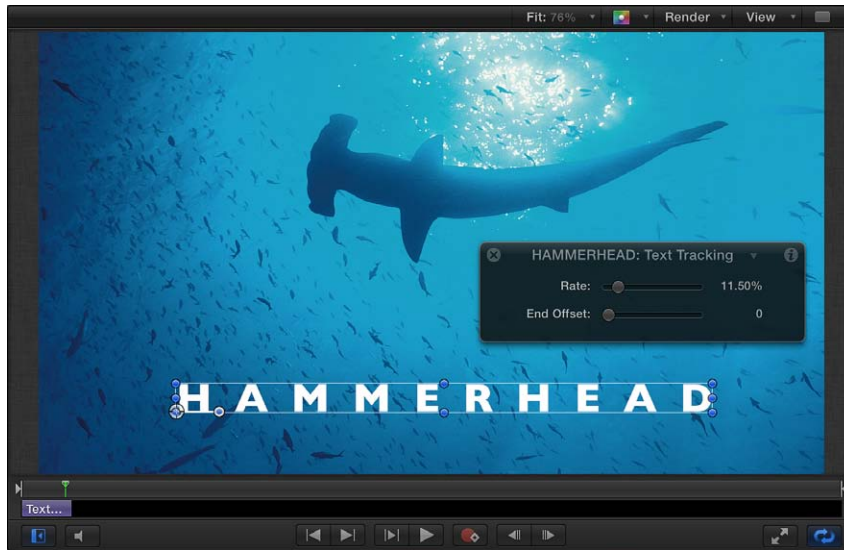 Fit: 76% Render View
HAMMERHEAD: Text Tracking
Rate: 11.50%
End Offset: 0
HAMMERHEAD
Text...